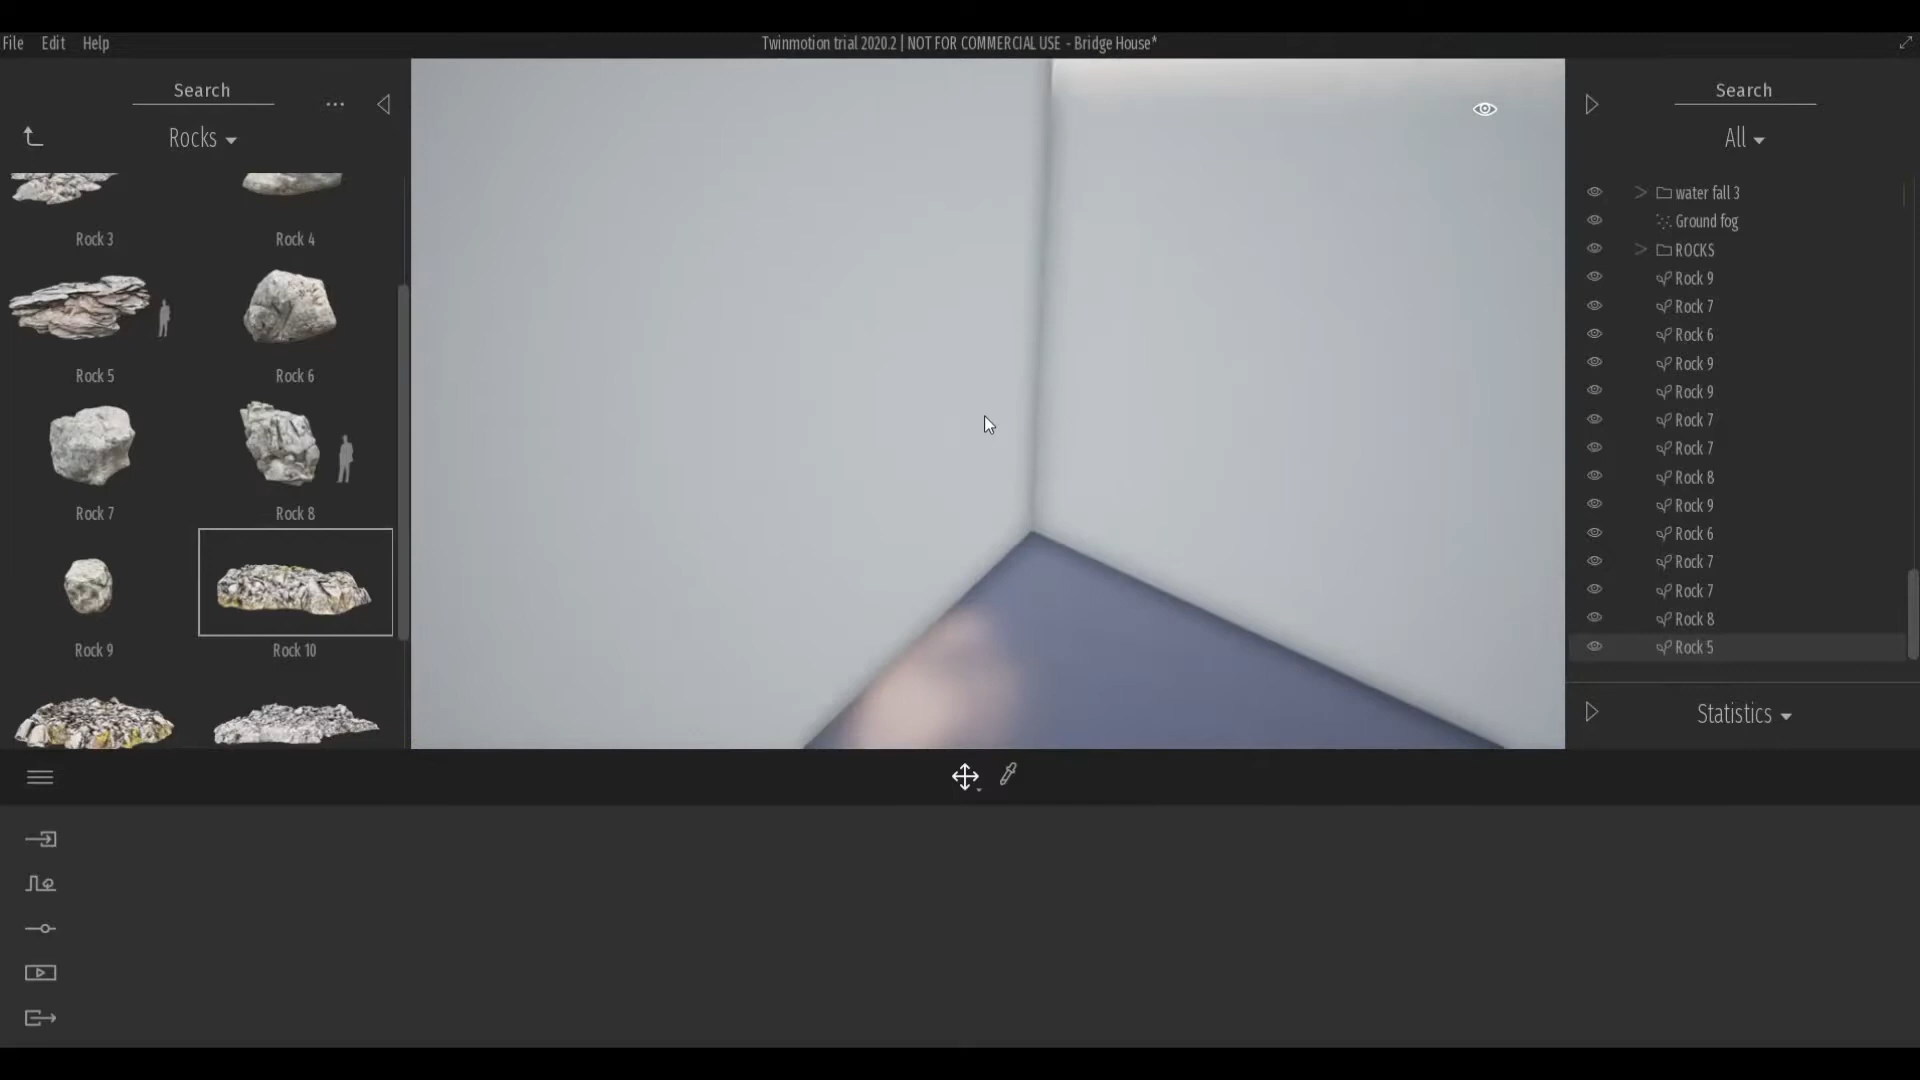 File Edit Help
Twinmotion trial 2020.2 | NOT FOR COMMERCIAL USE - Bridge House*
Search
...
Rocks
Rock 3
Rock 4
Rock 5
Rock 6
Rock 7
Rock 8
Rock 9
Rock 10
Search
All
water fall 3
Ground fog
ROCKS
Rock 9
Rock 7
Rock 6
Rock 9
Rock 9
Rock 7
Rock 7
Rock 8
Rock 9
Rock 6
Rock 7
Rock 7
Rock 8
Rock 5
Statistics